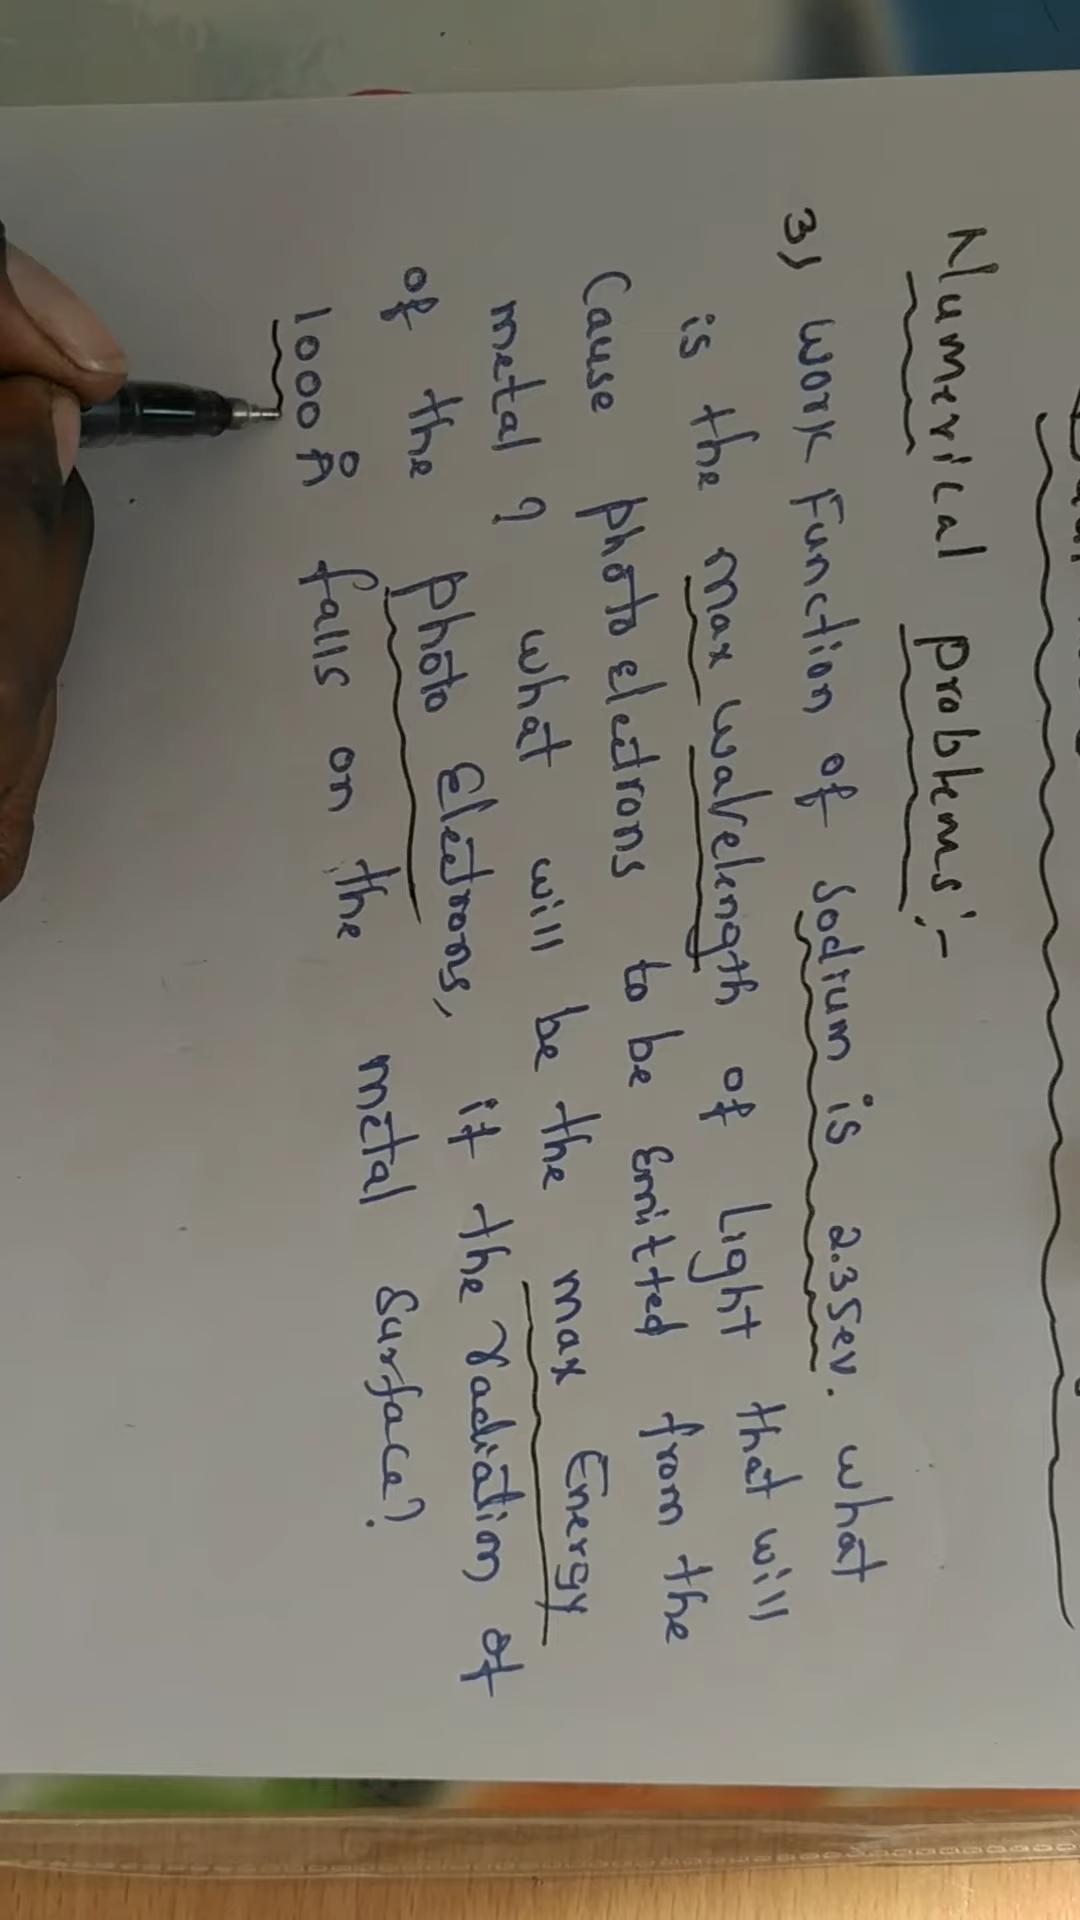 Numerical problems:-
3) Work Function of Sodium is 2.35ev. what
is the max wavelength of Light that will
Cause photo electrons to be Emitted from the
metal ? what will be the max Energy
of the photo Electrons, if the radiation of
1000 Å falls on the metal Surface?